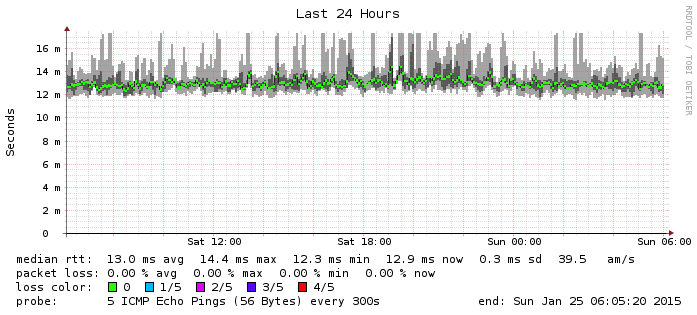 Last 24 Hours
RRDTOOL / TOBI OETIKER
Seconds
16 m
14 m
12 m
10 m
8 m
6 m
4 m
2 m
0
Sat 12:00 Sat 18:00 Sun 00:00 Sun 06:00
median rtt: 13.0 ms avg 14.4 ms max 12.3 ms min 12.9 ms now 0.3 ms sd 39.5 am/s
packet loss: 0.00 % avg 0.00 % max 0.00 % min 0.00 % now
loss color: 0 1/5 2/5 3/5 4/5
probe: 5 ICMP Echo Pings (56 Bytes) every 300s end: Sun Jan 25 06:05:20 2015